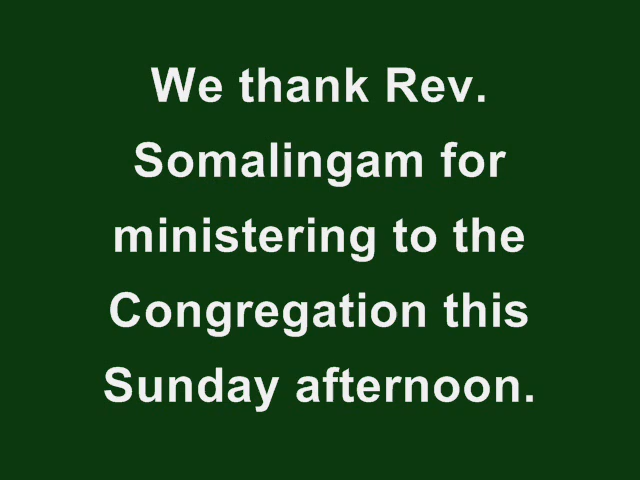 We thank Rev.
Somalingam for
ministering to the
Congregation this
Sunday afternoon.